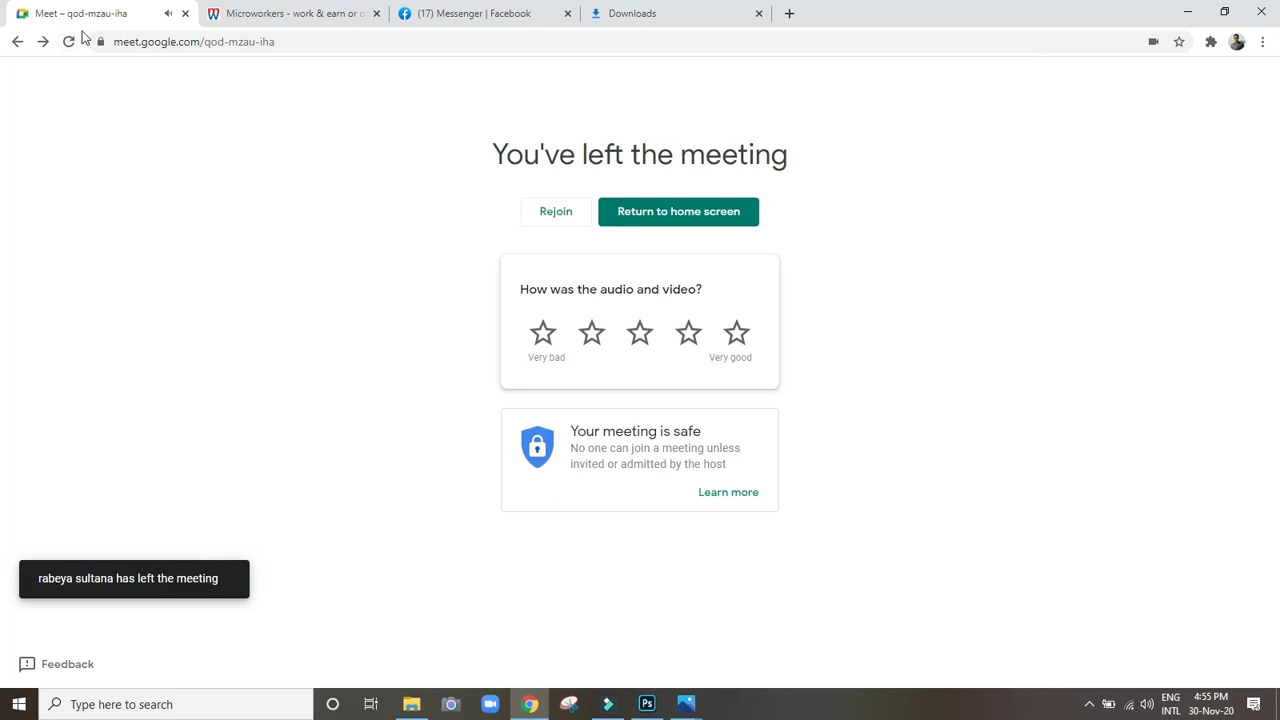 Meet – qod-mzau-iha
Microworkers - work & earn or o
(17) Messenger | Facebook
Downloads
meet.google.com/qod-mzau-iha
You've left the meeting
Rejoin
Return to home screen
How was the audio and video?
Very bad
Very good
Your meeting is safe
No one can join a meeting unless
invited or admitted by the host
Learn more
rabeya sultana has left the meeting
Feedback
Type here to search
Ps
ENG
INTL
4:55 PM
30-Nov-20